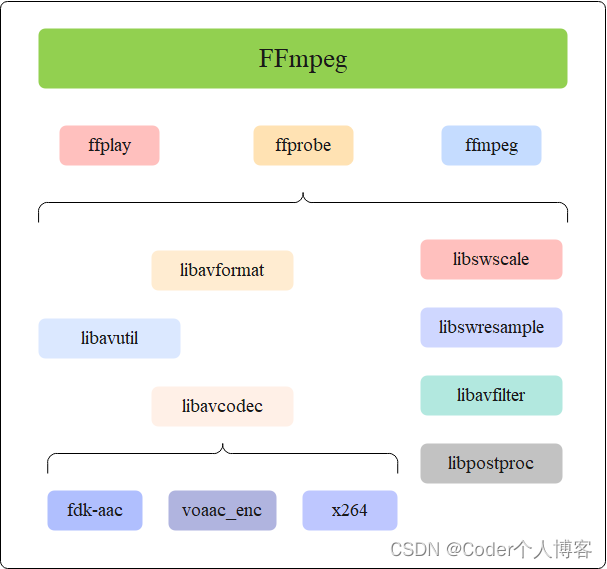 FFmpeg
ffplay
ffprobe
ffmpeg
libavformat
libswscale
libavutil
libswresample
libavcodec
libavfilter
libpostproc
fdk-aac
voaac_enc
x264
CSDN @Coder个人博客